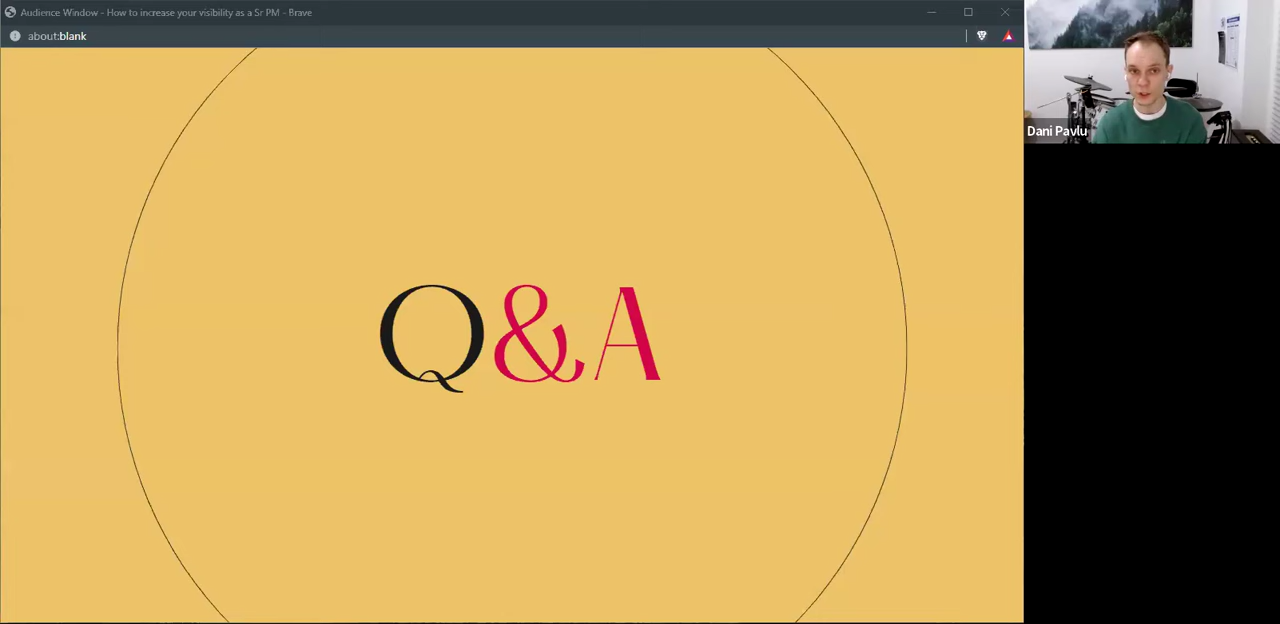 Audience Window - How to increase your visibility as a Sr PM - Brave
about:blank
Q&A
Dani Pavlu